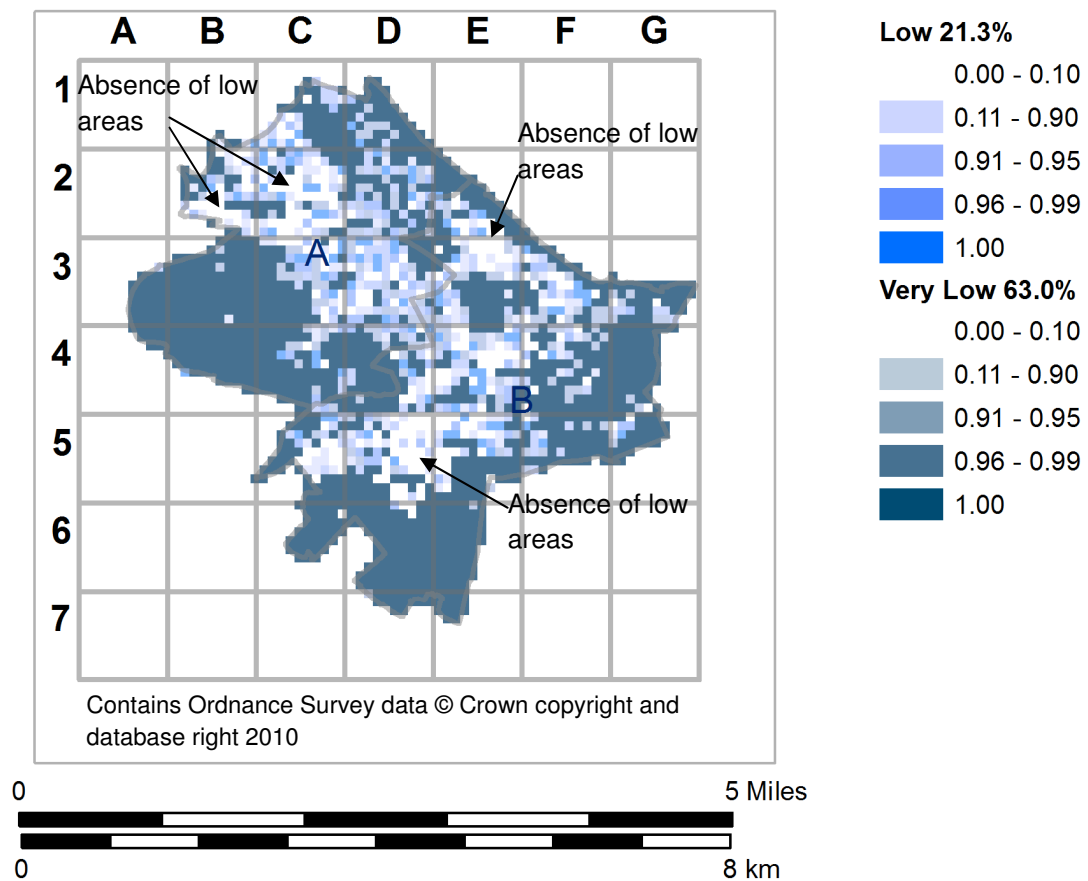 A B C D E F G
1
2
3
4
5
6
7
Absence of low
areas
Absence of low
areas
A
B
Absence of low
areas
Contains Ordnance Survey data © Crown copyright and
database right 2010
0 5 Miles
0 8 km
Low 21.3%
0.00 - 0.10
0.11 - 0.90
0.91 - 0.95
0.96 - 0.99
1.00
Very Low 63.0%
0.00 - 0.10
0.11 - 0.90
0.91 - 0.95
0.96 - 0.99
1.00